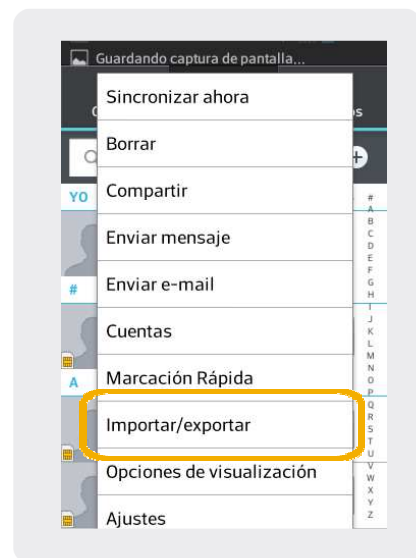 Guardando captura de pantalla...
Sincronizar ahora
Borrar
Compartir
YO
Enviar mensaje
Enviar e-mail
#
Cuentas
Marcación Rápida
A
Importar/exportar
Opciones de visualización
Ajustes
#
A
B
C
D
E
F
G
H
I
J
K
L
M
N
O
P
Q
R
S
T
U
V
W
X
Y
Z